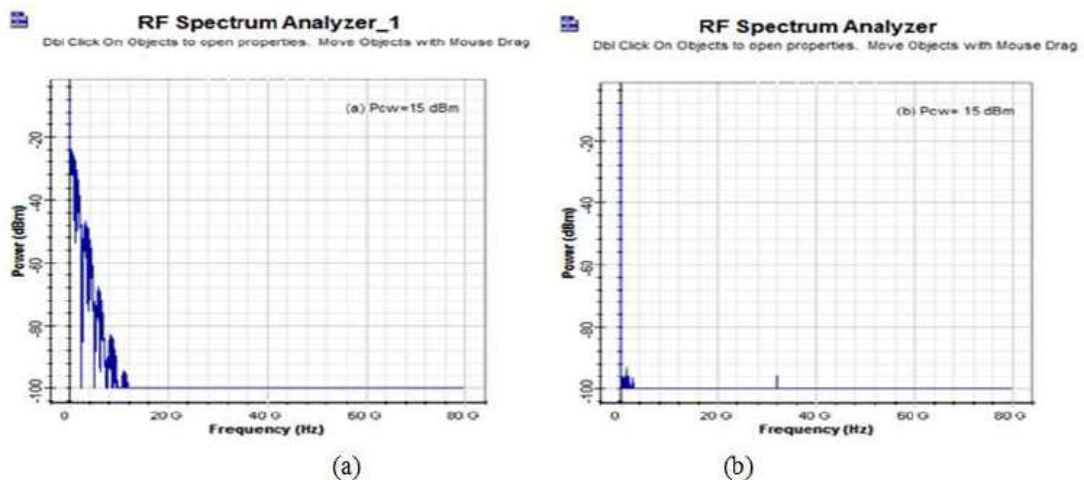 RF Spectrum Analyzer_1
Dbl Click On Objects to open properties. Move Objects with Mouse Drag
(a) Pcw=15 dBm
Power (dBm)
-20
-40
-60
-80
-100
0 20 G 40 G 60 G 80 G
Frequency (Hz)
(a)
RF Spectrum Analyzer
Dbl Click On Objects to open properties. Move Objects with Mouse Drag
(b) Pcw= 15 dBm
Power (dBm)
-20
-40
-60
-80
-100
0 20 G 40 G 60 G 80 G
Frequency (Hz)
(b)